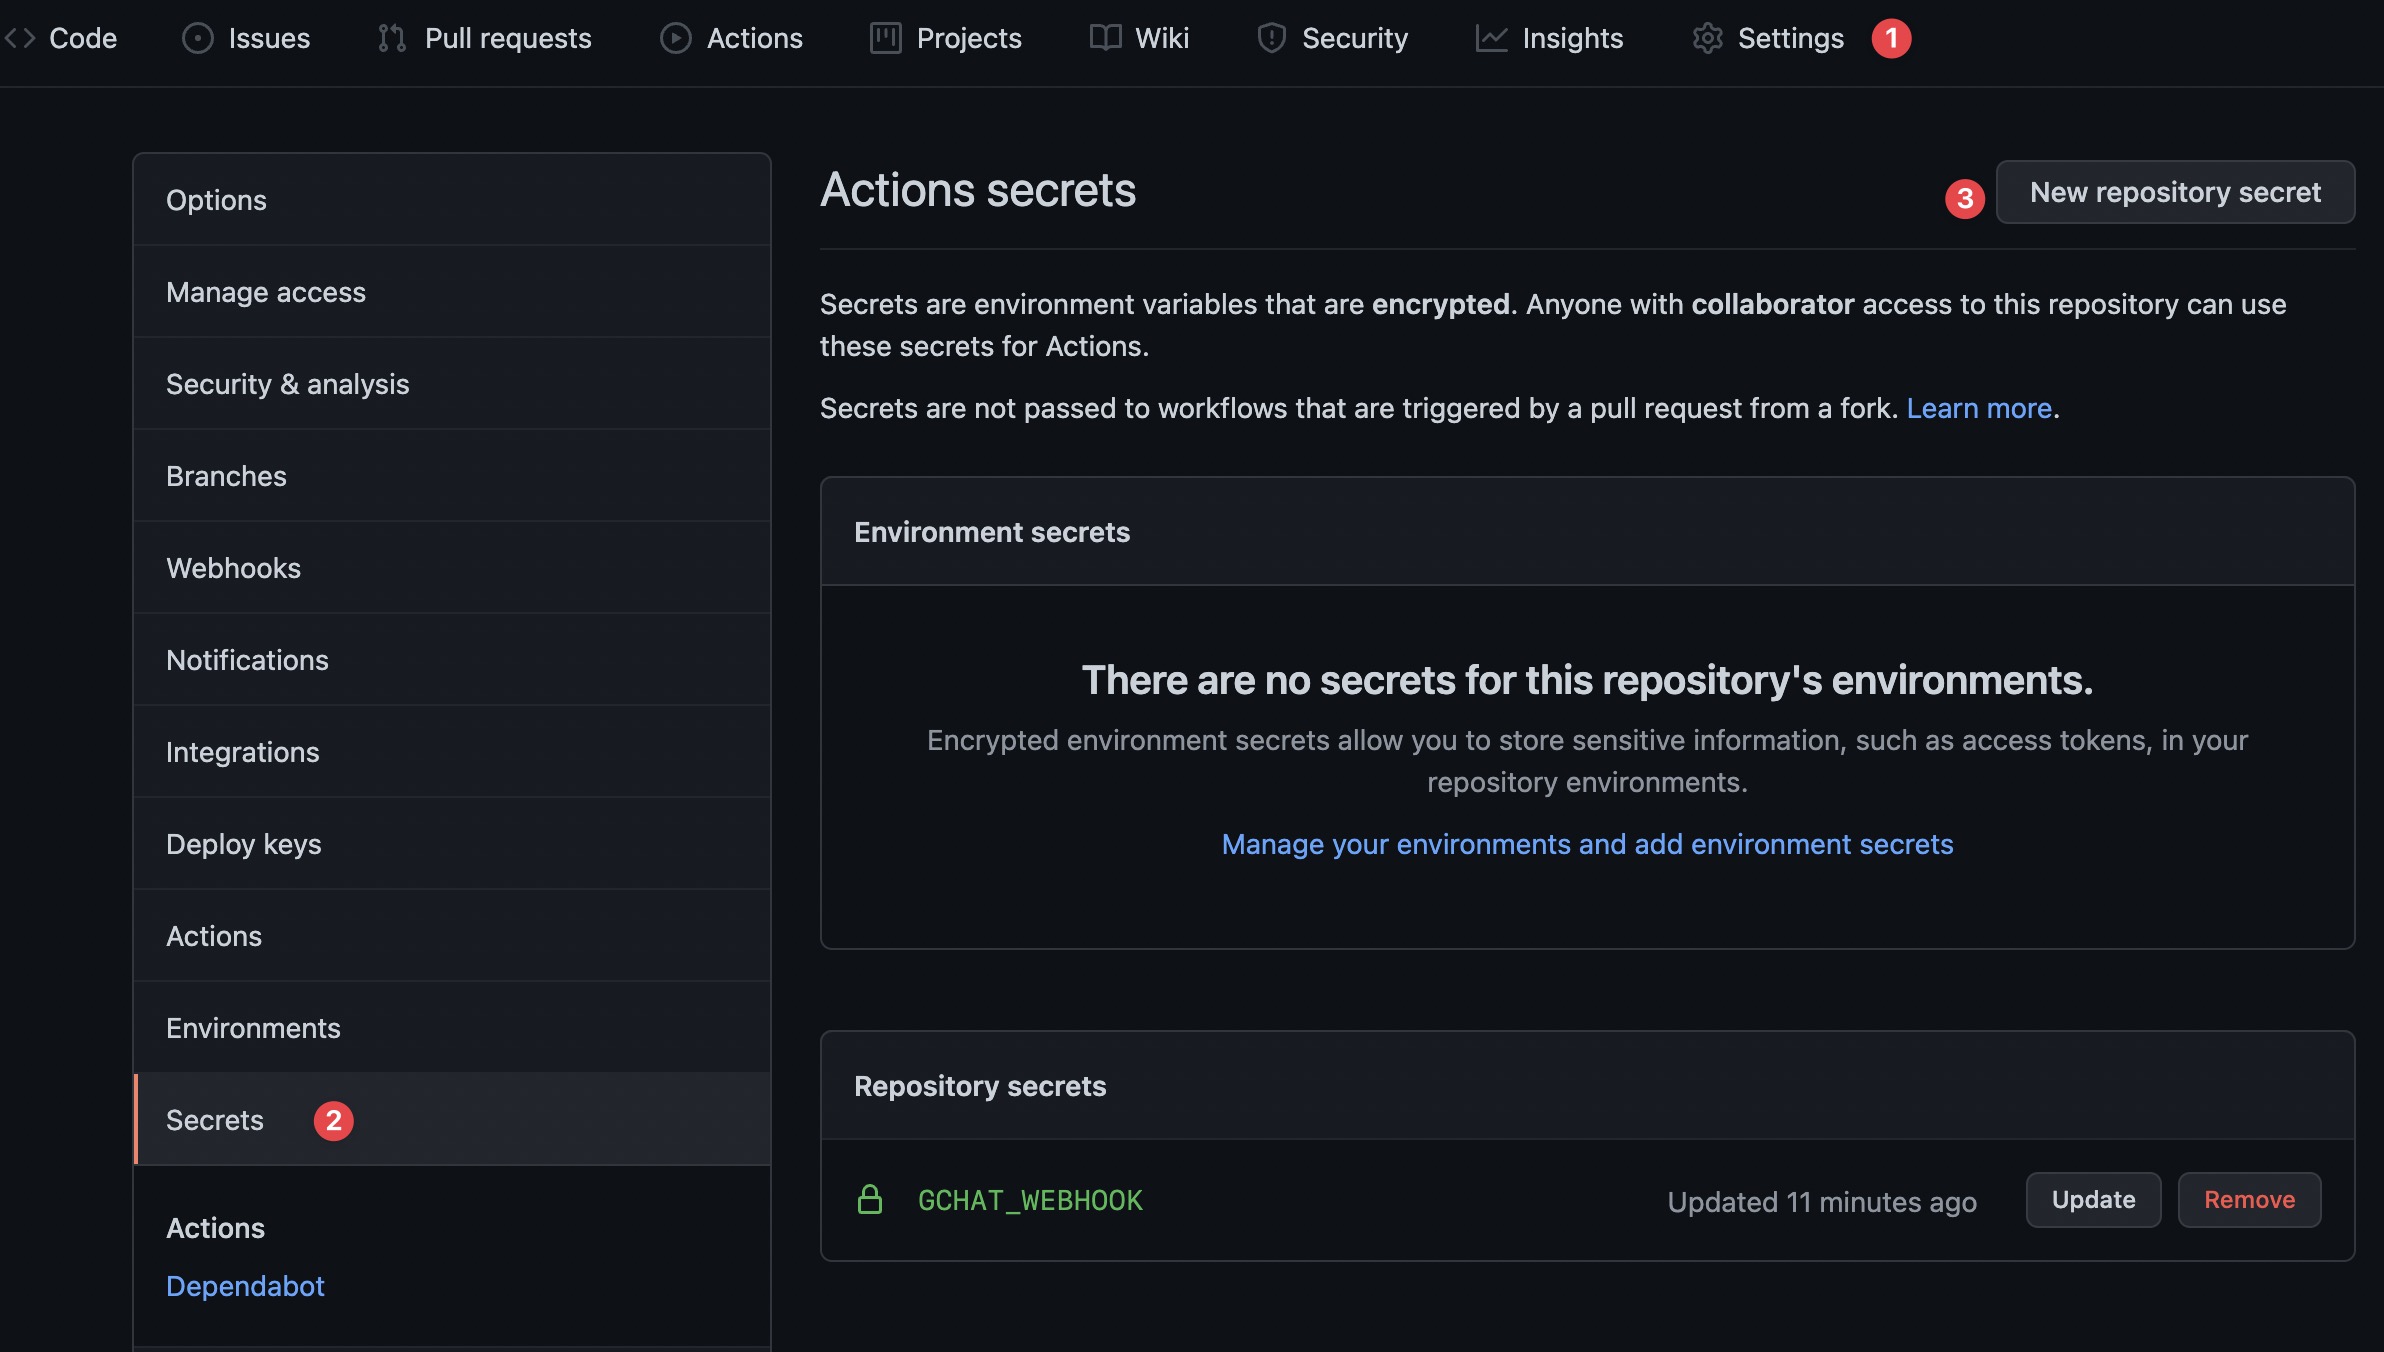 Code Issues Pull requests Actions Projects Wiki Security Insights Settings 1
Options
Manage access
Security & analysis
Branches
Webhooks
Notifications
Integrations
Deploy keys
Actions
Environments
Secrets 2
Actions
Dependabot
Actions secrets
3 New repository secret
Secrets are environment variables that are encrypted. Anyone with collaborator access to this repository can use
these secrets for Actions.
Secrets are not passed to workflows that are triggered by a pull request from a fork. Learn more.
Environment secrets
There are no secrets for this repository's environments.
Encrypted environment secrets allow you to store sensitive information, such as access tokens, in your
repository environments.
Manage your environments and add environment secrets
Repository secrets
GCHAT_WEBHOOK Updated 11 minutes ago Update Remove